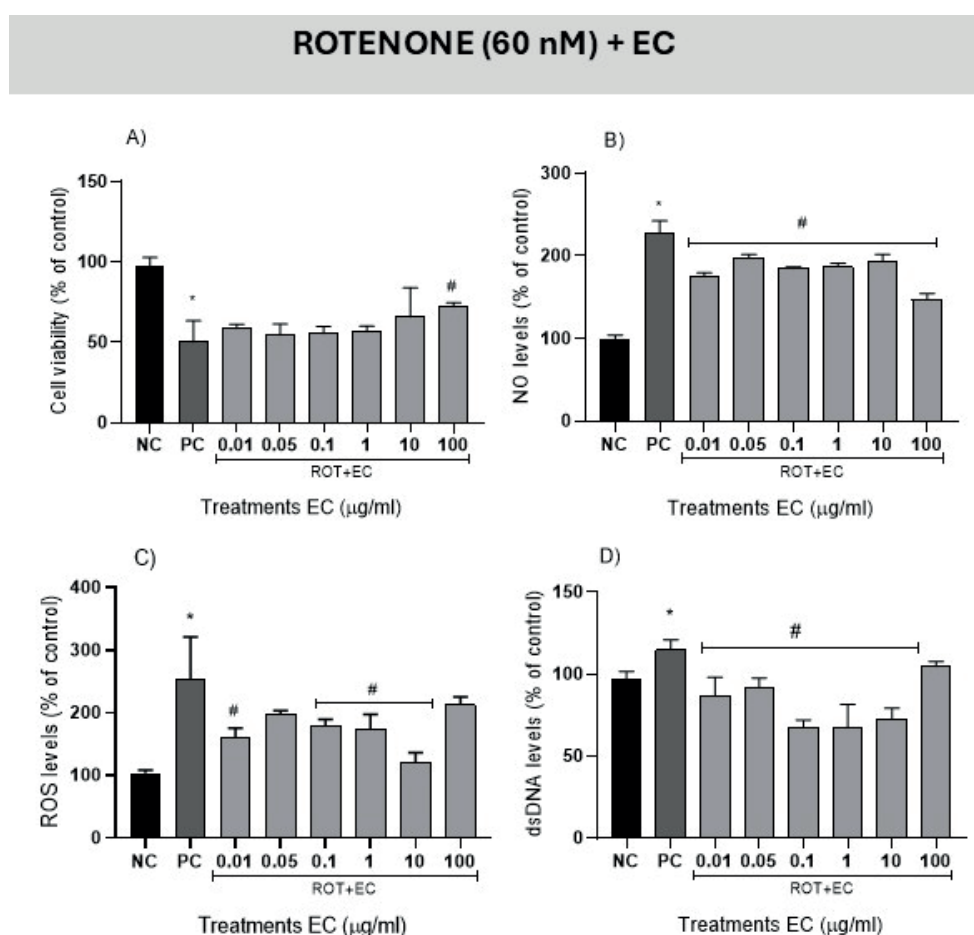 ROTENONE (60 nM) + EC
A)
Cell viability (% of control)
150
100
50
0
*
#
NC PC 0.01 0.05 0.1 1 10 100
ROT+EC
Treatments EC (μg/ml)
B)
NO levels (% of control)
300
200
100
0
*
#
NC PC 0.01 0.05 0.1 1 10 100
ROT+EC
Treatments EC (μg/ml)
C)
ROS levels (% of control)
400
300
200
100
0
*
#
#
NC PC 0.01 0.05 0.1 1 10 100
ROT+EC
Treatments EC (μg/ml)
D)
dsDNA levels (% of control)
150
100
50
0
*
#
NC PC 0.01 0.05 0.1 1 10 100
ROT+EC
Treatments EC (μg/ml)